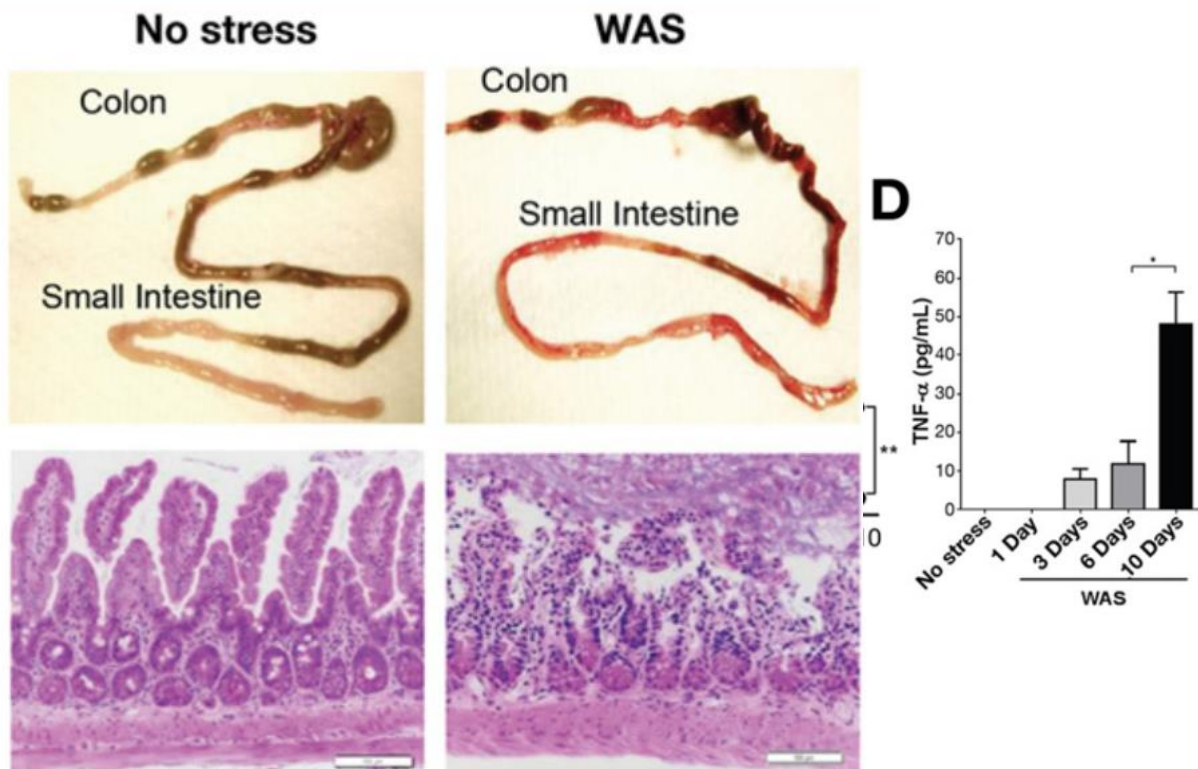 No stress
WAS
Colon
Small Intestine
Colon
Small Intestine
**
10
D
TNF-α (pg/mL)
70
60
50
40
30
20
10
0
*
No stress
1 Day
3 Days
6 Days
10 Days
WAS